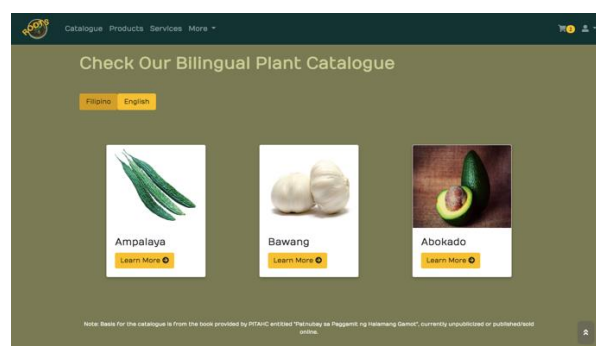 ROOTS
Catalogue Products Services More
1
Check Our Bilingual Plant Catalogue
Filipino English
Ampalaya
Learn More
Bawang
Learn More
Abokado
Learn More
Note: Basis for the catalogue is from the book provided by PITAHC entitled "Patnubay sa Paggamit ng Halamang Gamot", currently unpublicized or published/sold
online.